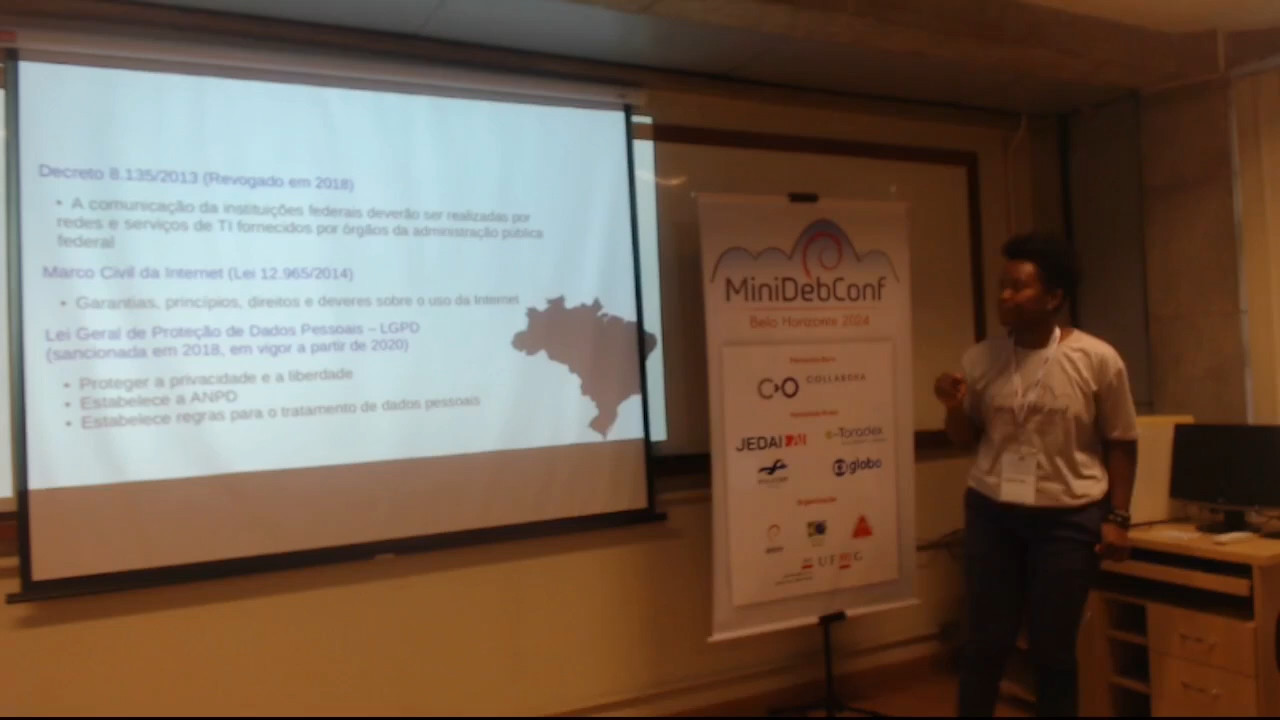 Decreto 8.135/2013 (Revogado em 2018)
• A comunicação da instituições federais deverão ser realizadas por
redes e serviços de TI fornecidos por órgãos da administração pública
federal
Marco Civil da Internet (Lei 12.965/2014)
• Garantias, princípios, direitos e deveres sobre o uso da Internet
Lei Geral de Proteção de Dados Pessoais – LGPD
(sancionada em 2018, em vigor a partir de 2020)
• Proteger a privacidade e a liberdade
• Estabelece a ANPD
• Estabelece regras para o tratamento de dados pessoais
MiniDebConf
Belo Horizonte 2024
COLLABORA
JEDAI
Toradex
globo
Organização
UFMG